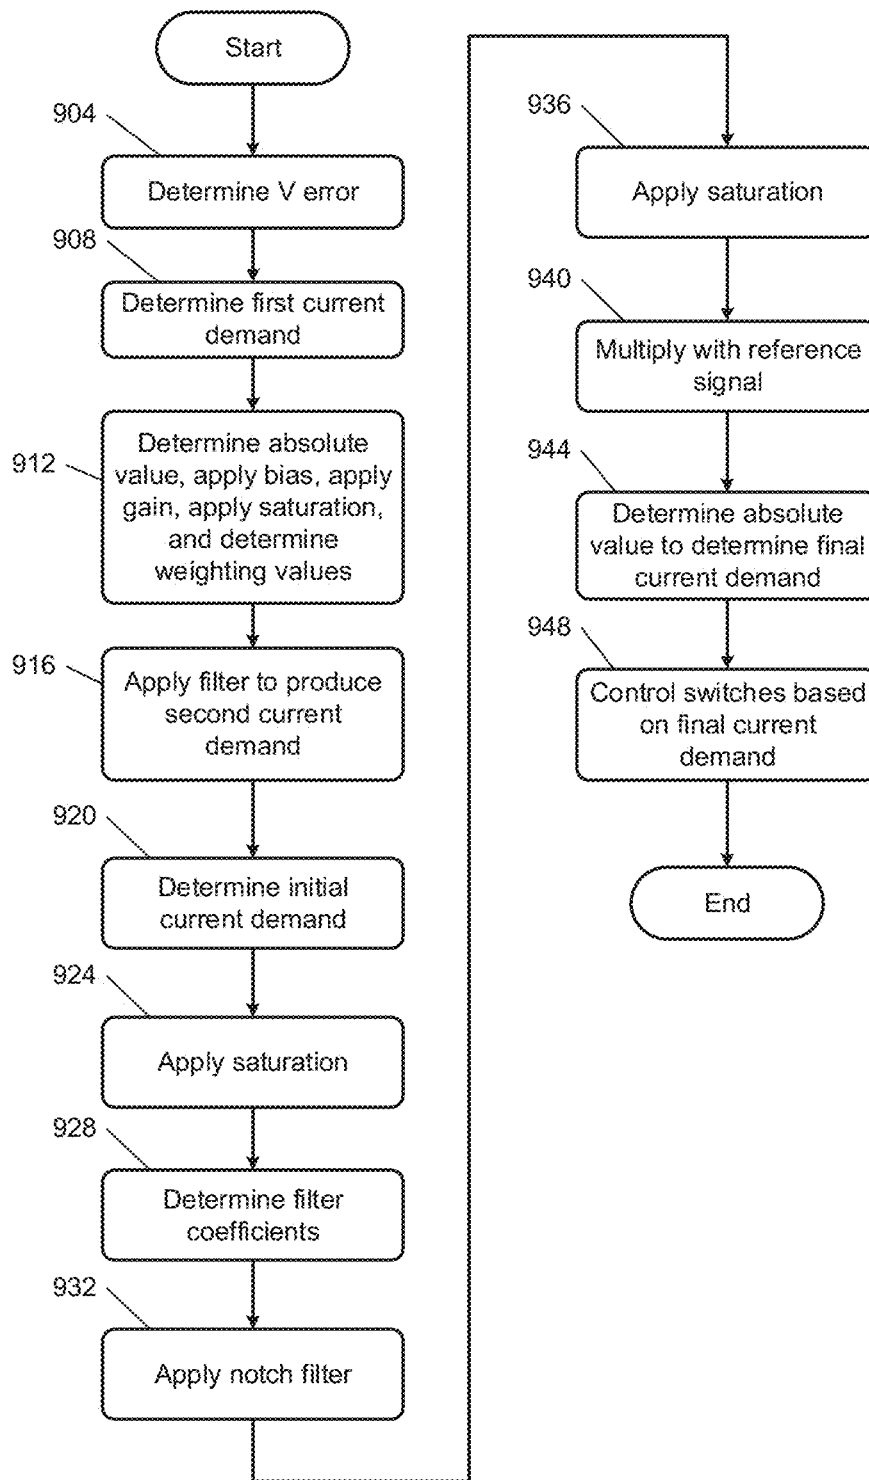 Start
904
Determine V error
908
Determine first current
demand
912
Determine absolute
value, apply bias, apply
gain, apply saturation,
and determine
weighting values
916
Apply filter to produce
second current
demand
920
Determine initial
current demand
924
Apply saturation
928
Determine filter
coefficients
932
Apply notch filter
936
Apply saturation
940
Multiply with reference
signal
944
Determine absolute
value to determine final
current demand
948
Control switches based
on final current
demand
End